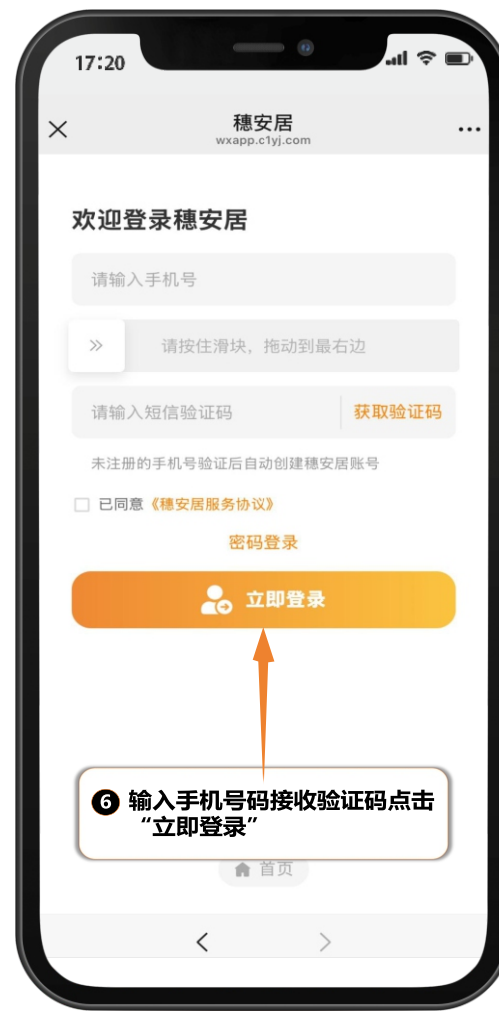 17:20
穗安居
wxapp.c1yj.com
欢迎登录穗安居
请输入手机号
请按住滑块，拖动到最右边
请输入短信验证码 获取验证码
未注册的手机号验证后自动创建穗安居账号
已同意《穗安居服务协议》
密码登录
立即登录
❻ 输入手机号码接收验证码点击
“立即登录”
首页